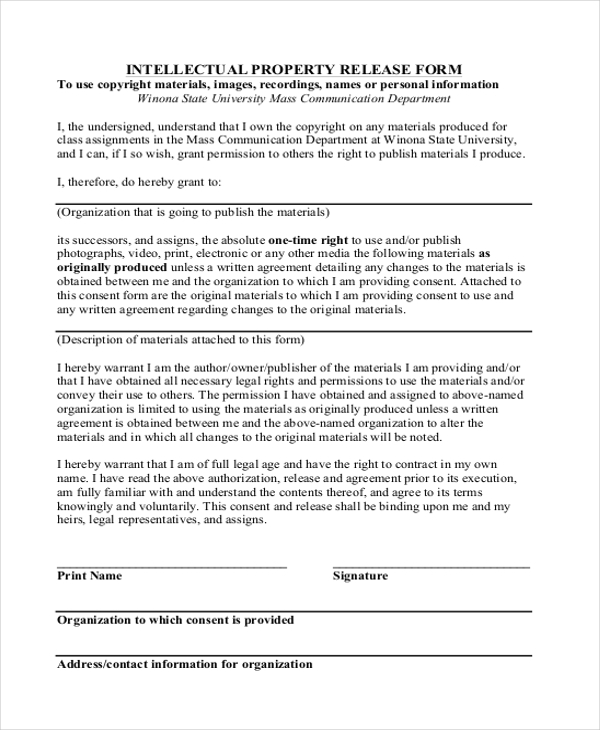 INTELLECTUAL PROPERTY RELEASE FORM
To use copyright materials, images, recordings, names or personal information
Winona State University Mass Communication Department
I, the undersigned, understand that I own the copyright on any materials produced for
class assignments in the Mass Communication Department at Winona State University,
and I can, if I so wish, grant permission to others the right to publish materials I produce.
I, therefore, do hereby grant to:
(Organization that is going to publish the materials)
its successors, and assigns, the absolute one-time right to use and/or publish
photographs, video, print, electronic or any other media the following materials as
originally produced unless a written agreement detailing any changes to the materials is
obtained between me and the organization to which I am providing consent. Attached to
this consent form are the original materials to which I am providing consent to use and
any written agreement regarding changes to the original materials.
(Description of materials attached to this form)
I hereby warrant I am the author/owner/publisher of the materials I am providing and/or
that I have obtained all necessary legal rights and permissions to use the materials and/or
convey their use to others. The permission I have obtained and assigned to above-named
organization is limited to using the materials as originally produced unless a written
agreement is obtained between me and the above-named organization to alter the
materials and in which all changes to the original materials will be noted.
I hereby warrant that I am of full legal age and have the right to contract in my own
name. I have read the above authorization, release and agreement prior to its execution,
am fully familiar with and understand the contents thereof, and agree to its terms
knowingly and voluntarily. This consent and release shall be binding upon me and my
heirs, legal representatives, and assigns.
Print Name Signature
Organization to which consent is provided
Address/contact information for organization